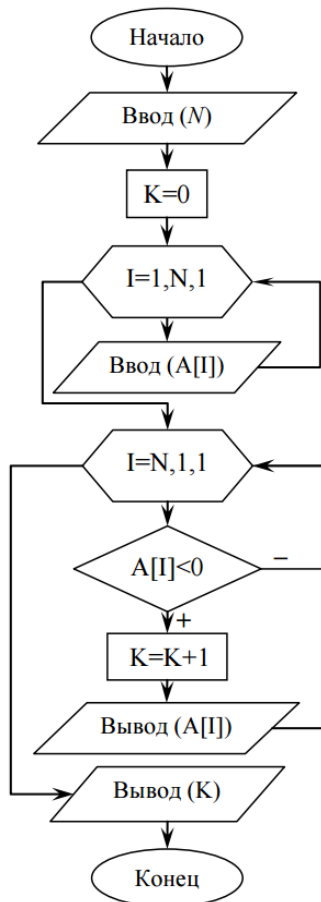 Начало
Ввод (N)
K=0
I=1,N,1
Ввод (A[I])
I=N,1,1
A[I]<0
–
+
K=K+1
Вывод (A[I])
Вывод (K)
Конец